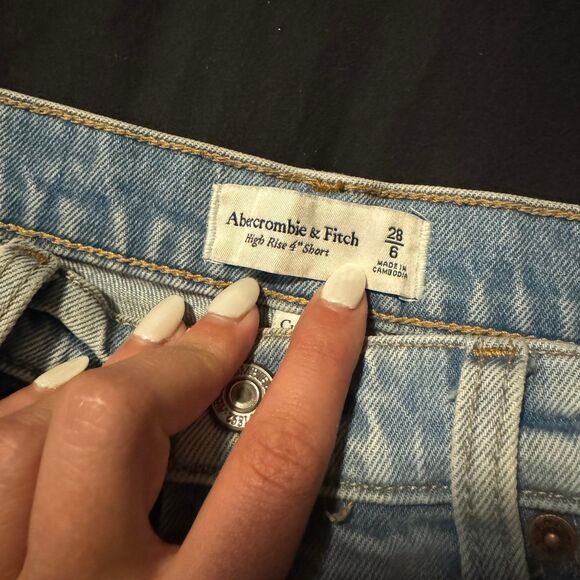 Abercrombie & Fitch
High Rise 4" Short
28
6
MADE IN
CAMBODIA